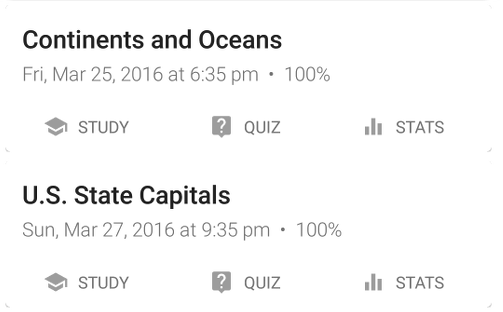 Continents and Oceans
Fri, Mar 25, 2016 at 6:35 pm • 100%
STUDY QUIZ STATS
U.S. State Capitals
Sun, Mar 27, 2016 at 9:35 pm • 100%
STUDY QUIZ STATS